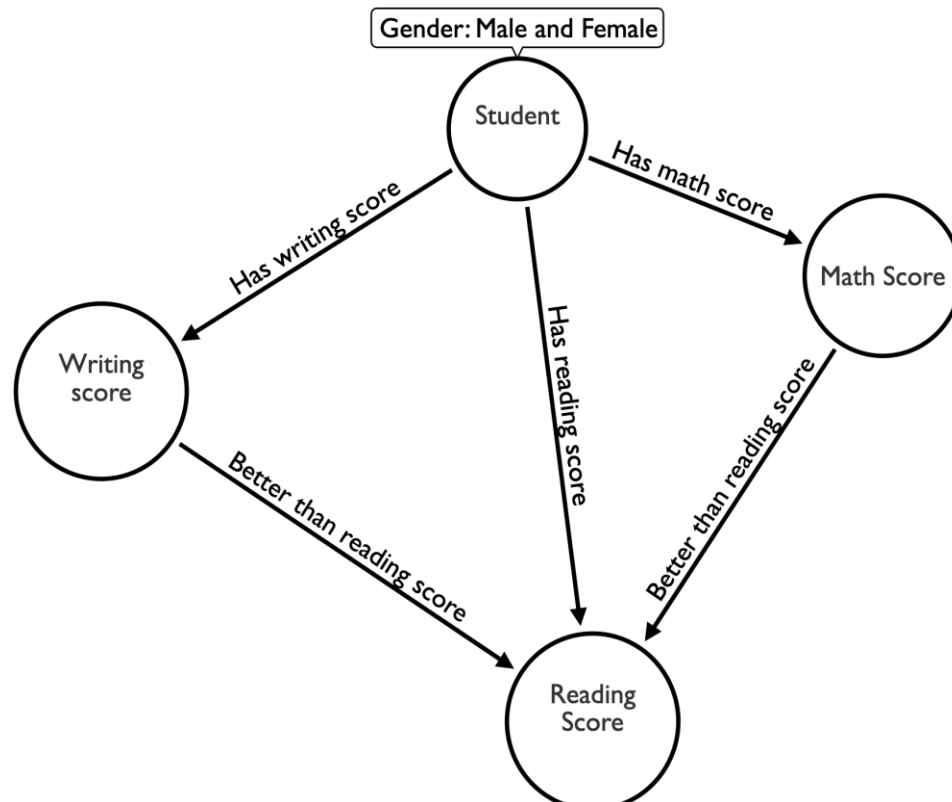 Gender: Male and Female
Student
Has math score
Has writing score
Math Score
Has reading score
Writing
score
Better than reading score
Better than reading score
Reading
Score